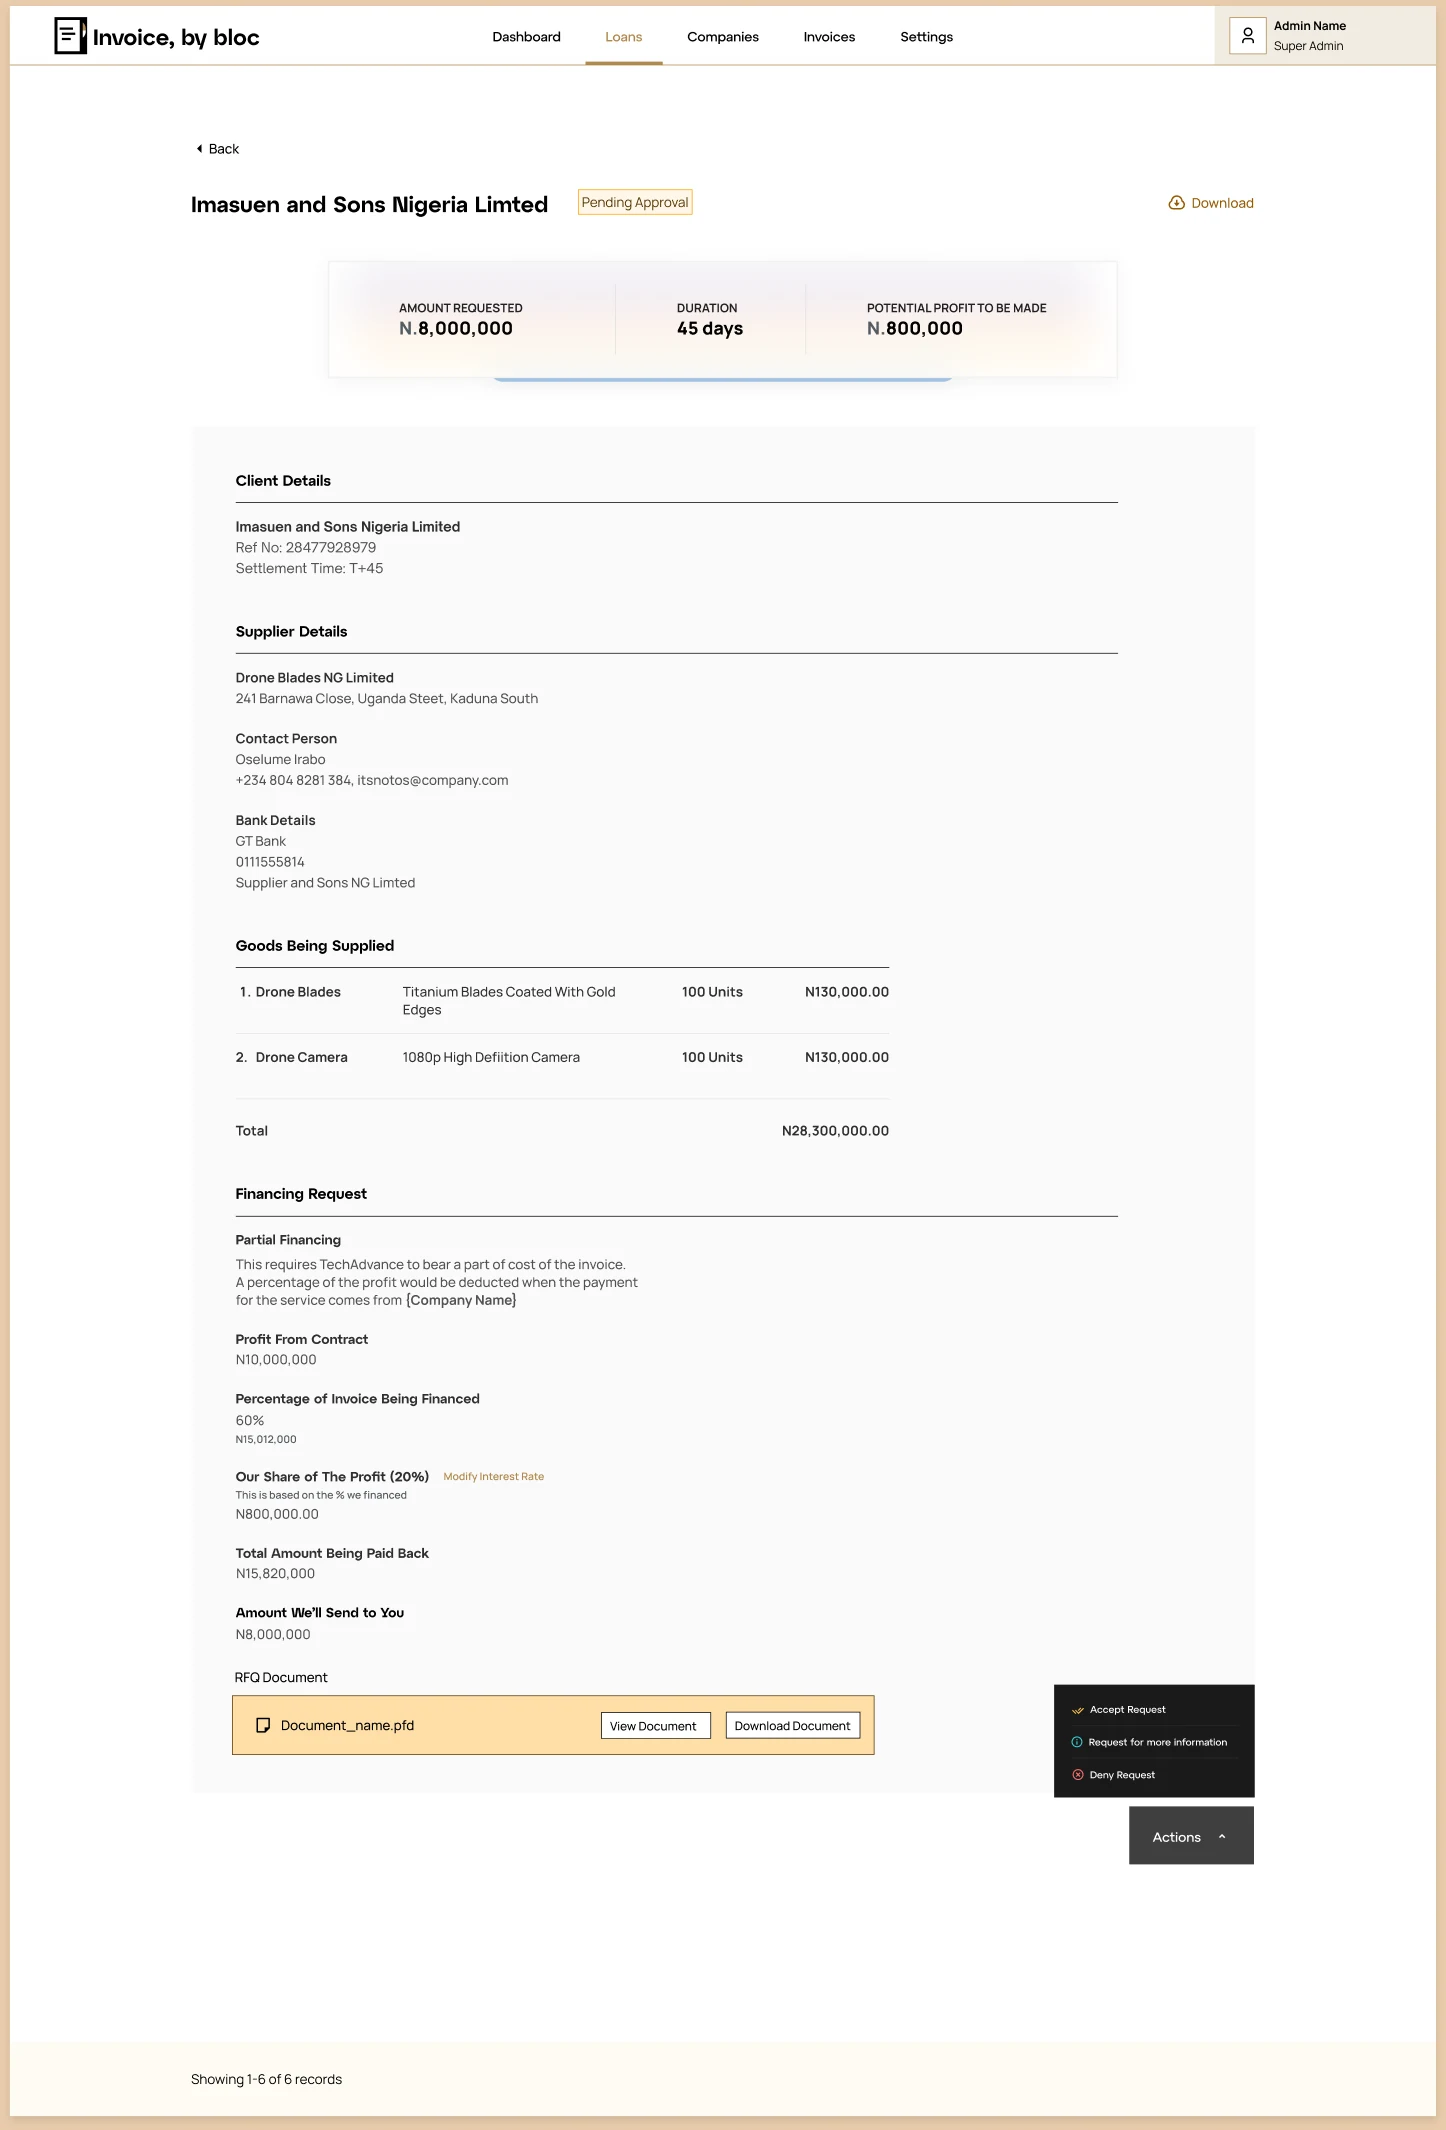 Invoice, by bloc
Dashboard
Loans
Companies
Invoices
Settings
Admin Name
Super Admin
Back
Imasuen and Sons Nigeria Limted
Pending Approval
Download
AMOUNT REQUESTED
N.8,000,000
DURATION
45 days
POTENTIAL PROFIT TO BE MADE
N.800,000
Client Details
Imasuen and Sons Nigeria Limited
Ref No: 28477928979
Settlement Time: T+45
Supplier Details
Drone Blades NG Limited
241 Barnawa Close, Uganda Steet, Kaduna South
Contact Person
Oselume Irabo
+234 804 8281 384, itsnotos@company.com
Bank Details
GT Bank
0111555814
Supplier and Sons NG Limted
Goods Being Supplied
1. Drone Blades Titanium Blades Coated With Gold 100 Units N130,000.00
Edges
2. Drone Camera 1080p High Defiition Camera 100 Units N130,000.00
Total N28,300,000.00
Financing Request
Partial Financing
This requires TechAdvance to bear a part of cost of the invoice.
A percentage of the profit would be deducted when the payment
for the service comes from {Company Name}
Profit From Contract
N10,000,000
Percentage of Invoice Being Financed
60%
N15,012,000
Our Share of The Profit (20%) Modify Interest Rate
This is based on the % we financed
N800,000.00
Total Amount Being Paid Back
N15,820,000
Amount We'll Send to You
N8,000,000
RFQ Document
Document_name.pfd
View Document
Download Document
Accept Request
Request for more information
Deny Request
Actions
Showing 1-6 of 6 records